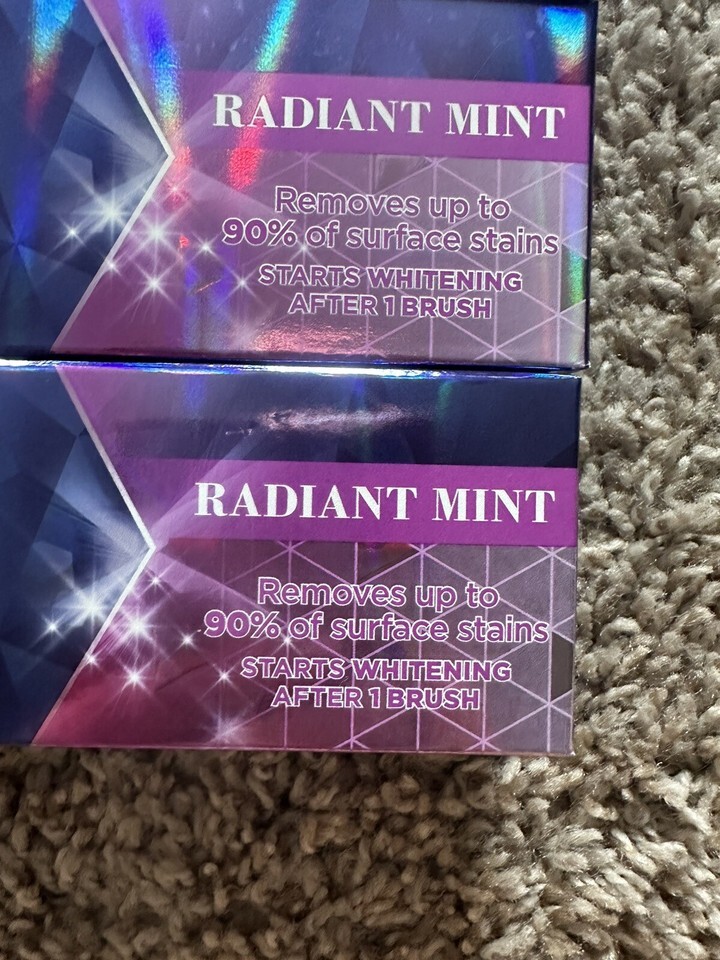 RADIANT MINT
Removes up to
90% of surface stains
STARTS WHITENING
AFTER 1 BRUSH
RADIANT MINT
Removes up to
90% of surface stains
STARTS WHITENING
AFTER 1 BRUSH